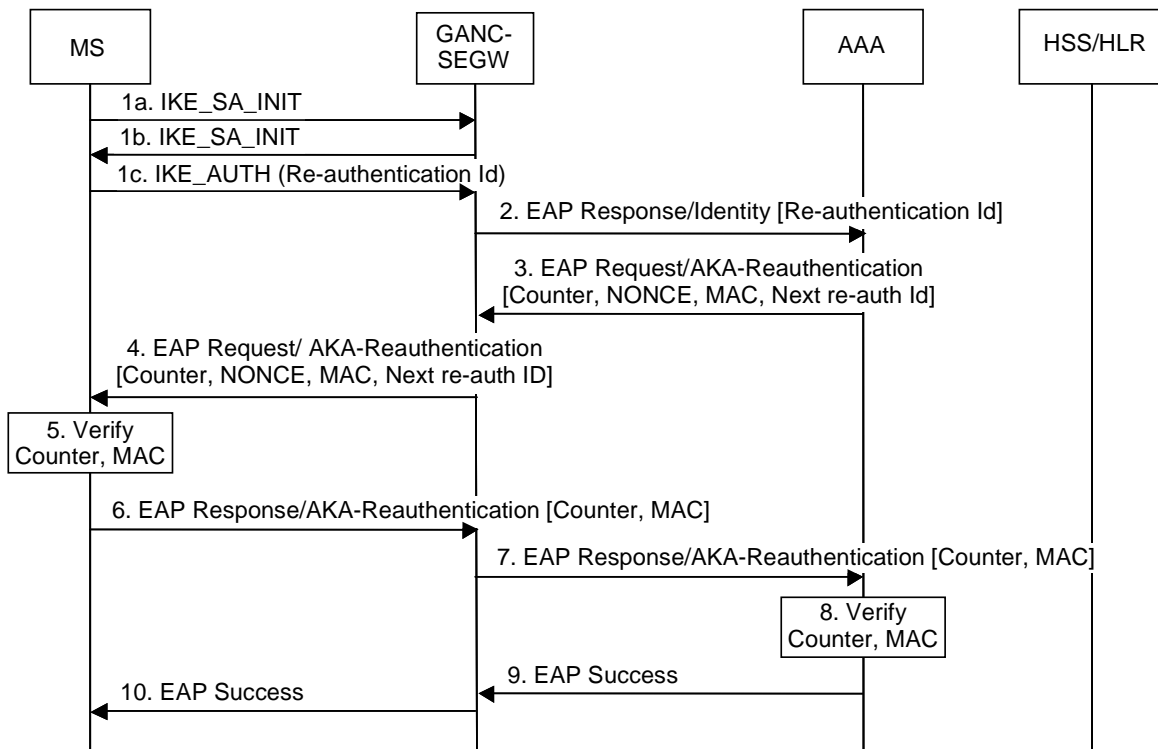 MS
GANC-
SEGW
AAA
HSS/HLR
1a. IKE_SA_INIT
1b. IKE_SA_INIT
1c. IKE_AUTH (Re-authentication Id)
2. EAP Response/Identity [Re-authentication Id]
3. EAP Request/AKA-Reauthentication
[Counter, NONCE, MAC, Next re-auth Id]
4. EAP Request/ AKA-Reauthentication
[Counter, NONCE, MAC, Next re-auth ID]
5. Verify
Counter, MAC
6. EAP Response/AKA-Reauthentication [Counter, MAC]
7. EAP Response/AKA-Reauthentication [Counter, MAC]
8. Verify
Counter, MAC
9. EAP Success
10. EAP Success